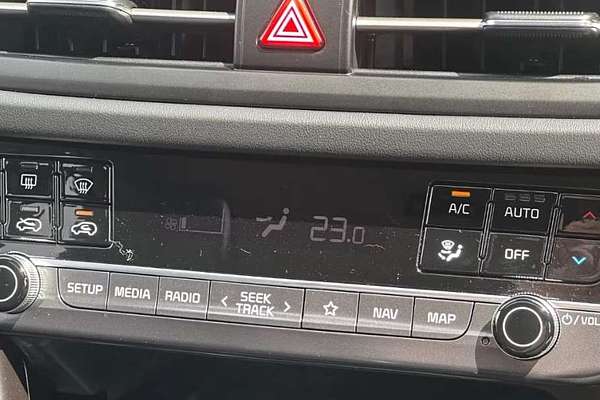 A/C
AUTO
23.0
OFF
SETUP
MEDIA
RADIO
SEEK
TRACK
NAV
MAP
VOL